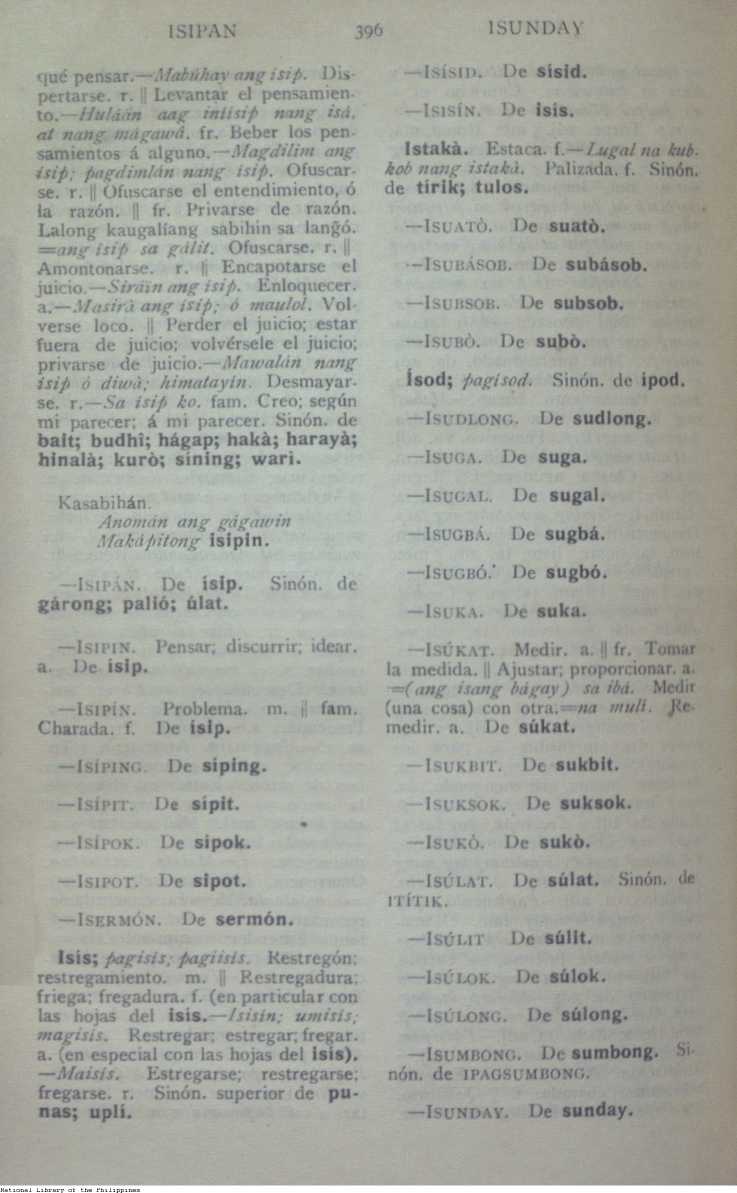 ISIPAN 396 ISUNDAY
qué pensar.—Mabúhay ang isip. Dis-
pertarse. r. || Levantar el pensamien-
to.—Huláán aag iniisip nang isá.
at nang mágawá. fr. Beber los pen-
samientos á alguno.—Magdilim ang
isip; pagdimlán nang isip. Ofuscar-
se. r. || Ofuscarse el entendimiento, ó
la razón. || fr. Privarse de razón.
Lalong kaugalíang sabihin sa lang̃ó.
=ang isip sa gálit. Ofuscarse. r. ||
Amontonarse. r. || Encapotarse el
juicio.—Siráin ang isip. Enloquecer.
a.—Masirà ang isip; ó maulol. Vol-
verse loco. || Perder el juicio; estar
fuera de juicio; volvérsele el juicio;
privarse de juicio.—Mawalán nang
isip ó diwà; himatayin. Desmayar-
se. r.—Sa isip ko. fam. Creo; según
mi parecer; á mi parecer. Sinón. de
bait; budhî; hágap; hakà; harayà;
hinalà; kurò; sining; wari.
Kasabihán.
Anomán ang gágawin
Makápitong isipin.
—ISIPÁN. De ísip. Sinón. de
gárong; palió; úlat.
—ISIPIN. Pensar; discurrir; idear.
a. De isip.
—ISIPÍN. Problema. m. || fam.
Charada. f. De isip.
—ISÍPING. De siping.
—ISÍPIT. De sípit.
—ISÍPOK. De sipok.
—ISIPOT. De sipot.
—ISERMÓN. De sermón.
Isis; pagisis; pagiisis. Restregón;
restregamiento. m. || Restregadura;
friega; fregadura. f. (en particular con
las hojas del isis.—Isisin; umisis;
magisis. Restregar; estregar; fregar.
a. (en especial con las hojas del isis).
—Maisis. Estregarse; restregarse;
fregarse. r. Sinón. superior de pu-
nas; uplí.
—ISÍSID. De sísid.
—ISISÍN. De isis.
Istakà. Estaca. f.—Lugal na kub-
kob nang istakà. Palizada. f. Sinón.
de tirik; tulos.
—ISUATÒ. De suatò.
—ISUBÁSOB. De subásob.
—ISUBSOB. De subsob.
—ISUBÒ. De subò.
Ísod; pagisod. Sinón. de ipod.
—ISUDLONG. De sudlong.
—ISUGA. De suga.
—ISUGAL. De sugal.
—ISUGBÁ. De sugbá.
—ISUGBÓ. De sugbó.
—ISUKA. De suka.
—ISÚKAT. Medir. a. || fr. Tomar
la medida. || Ajustar; proporcionar. a.
=(ang isang bágay) sa ibá. Medir
(una cosa) con otra.=na muli. Re-
medir. a. De súkat.
—ISUKBIT. De sukbit.
—ISUKSOK. De suksok.
—ISUKÒ. De sukò.
—ISÚLAT. De súlat. Sinón. de
ITÍTIK.
—ISÚLIT De súlit.
—ISÚLOK. De súlok.
—ISÚLONG. De súlong.
—ISUMBONG. De sumbong. Si-
nón. de IPAGSUMBONG.
—ISUNDAY. De sunday.
National Library of the Philippines